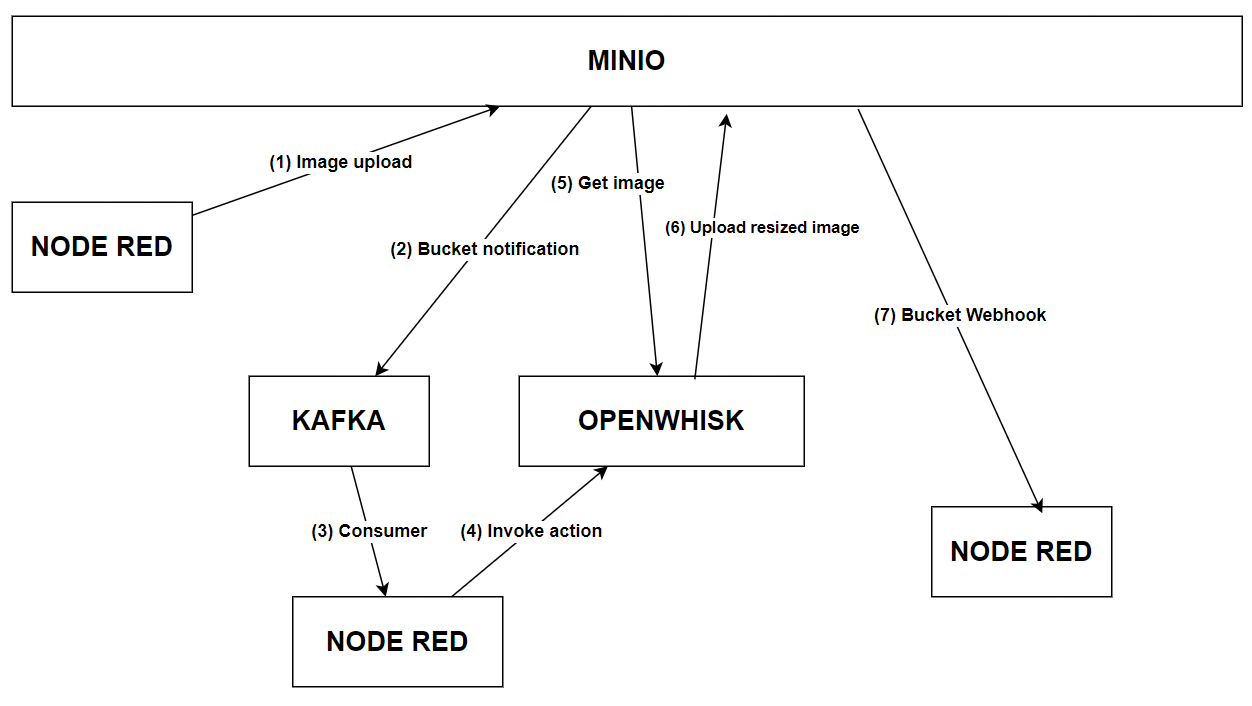 MINIO
(1) Image upload
(5) Get image
(6) Upload resized image
NODE RED
(2) Bucket notification
(7) Bucket Webhook
KAFKA
OPENWHISK
(3) Consumer
(4) Invoke action
NODE RED
NODE RED